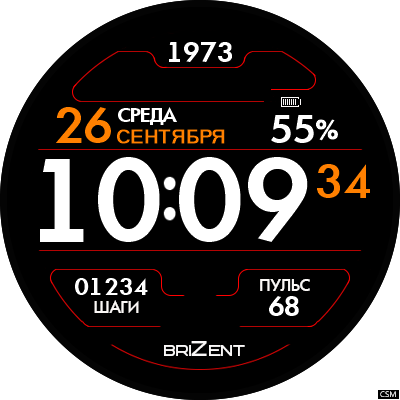 1973
26 СРЕДА
СЕНТЯБРЯ
55%
10:09 34
01234
ШАГИ
ПУЛЬС
68
BRIZENT
CSM